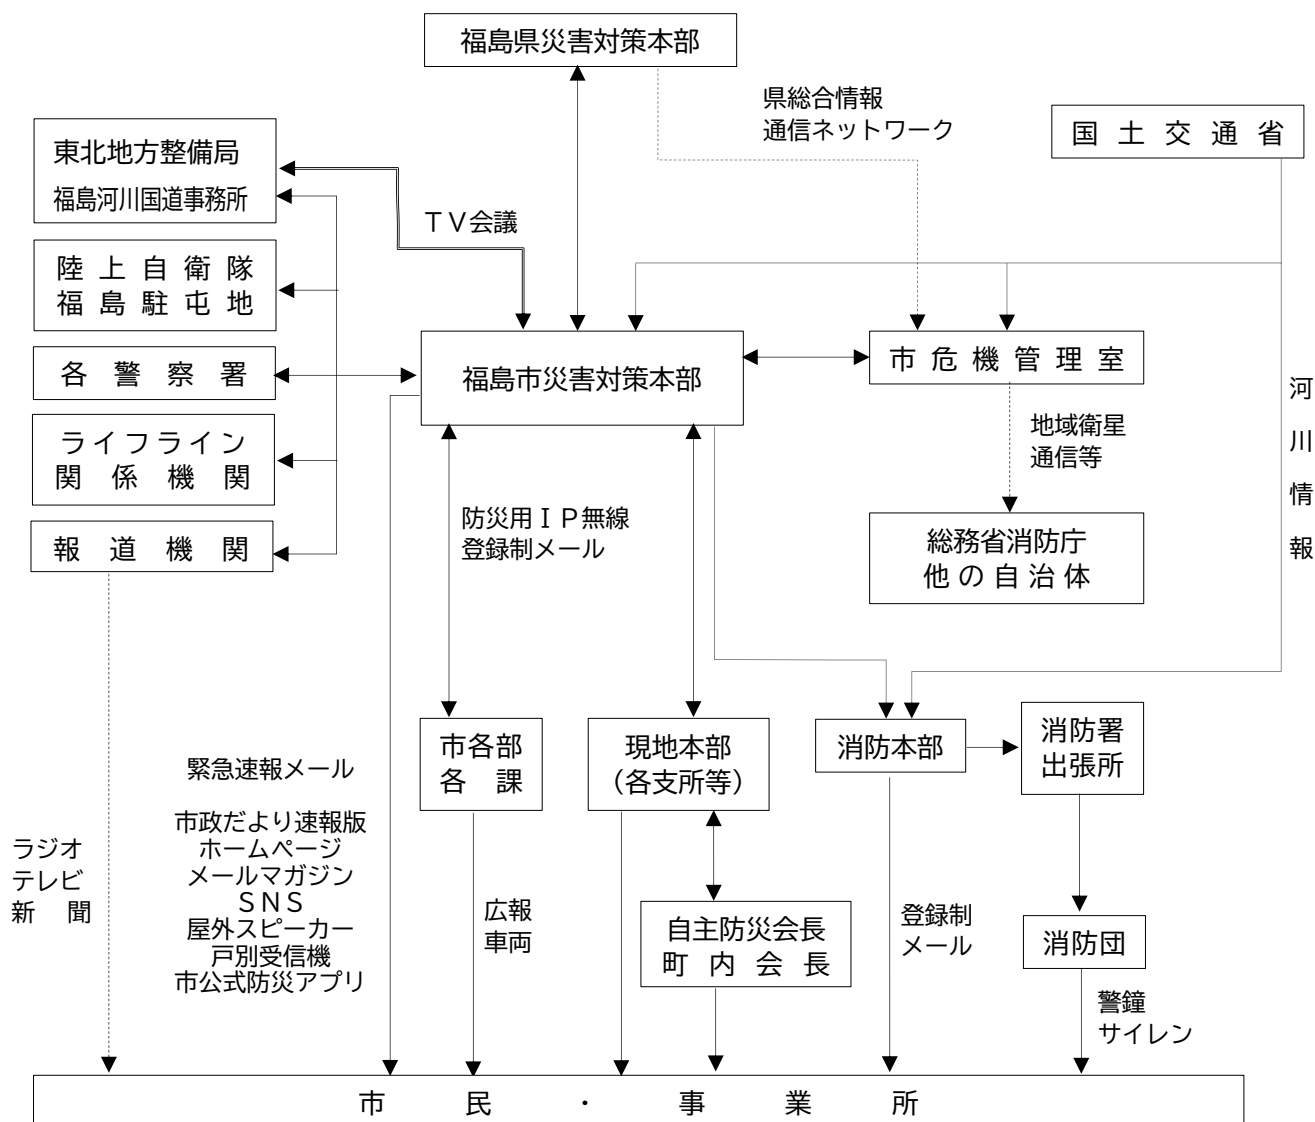 福島県災害対策本部
県総合情報
通信ネットワーク
国土交通省
東北地方整備局
福島河川国道事務所
ＴＶ会議
陸上自衛隊
福島駐屯地
各警察署
福島市災害対策本部
市危機管理室
河川情報
ライフライン
関係機関
地域衛星
通信等
報道機関
防災用ＩＰ無線
登録制メール
総務省消防庁
他の自治体
市各部
各課
現地本部
（各支所等）
消防本部
消防署
出張所
緊急速報メール
市政だより速報版
ホームページ
メールマガジン
ＳＮＳ
屋外スピーカー
戸別受信機
市公式防災アプリ
ラジオ
テレビ
新聞
広報
車両
自主防災会長
町内会長
登録制
メール
消防団
警鐘
サイレン
市民・事業所